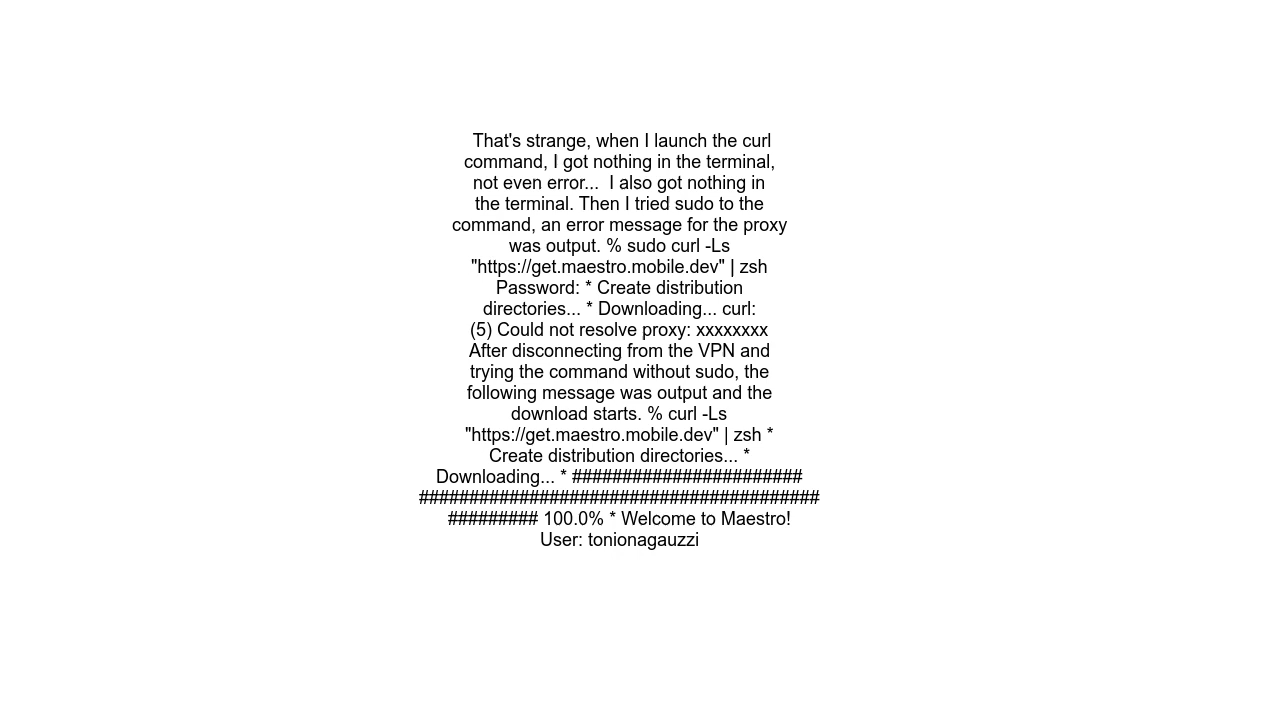 That's strange, when I launch the curl
command, I got nothing in the terminal,
not even error...  I also got nothing in
the terminal. Then I tried sudo to the
command, an error message for the proxy
was output. % sudo curl -Ls
"https://get.maestro.mobile.dev" | zsh
Password: * Create distribution
directories... * Downloading... curl:
(5) Could not resolve proxy: xxxxxxxx
After disconnecting from the VPN and
trying the command without sudo, the
following message was output and the
download starts. % curl -Ls
"https://get.maestro.mobile.dev" | zsh *
Create distribution directories... *
Downloading... * #######################
########################################
######### 100.0% * Welcome to Maestro!
User: tonionagauzzi